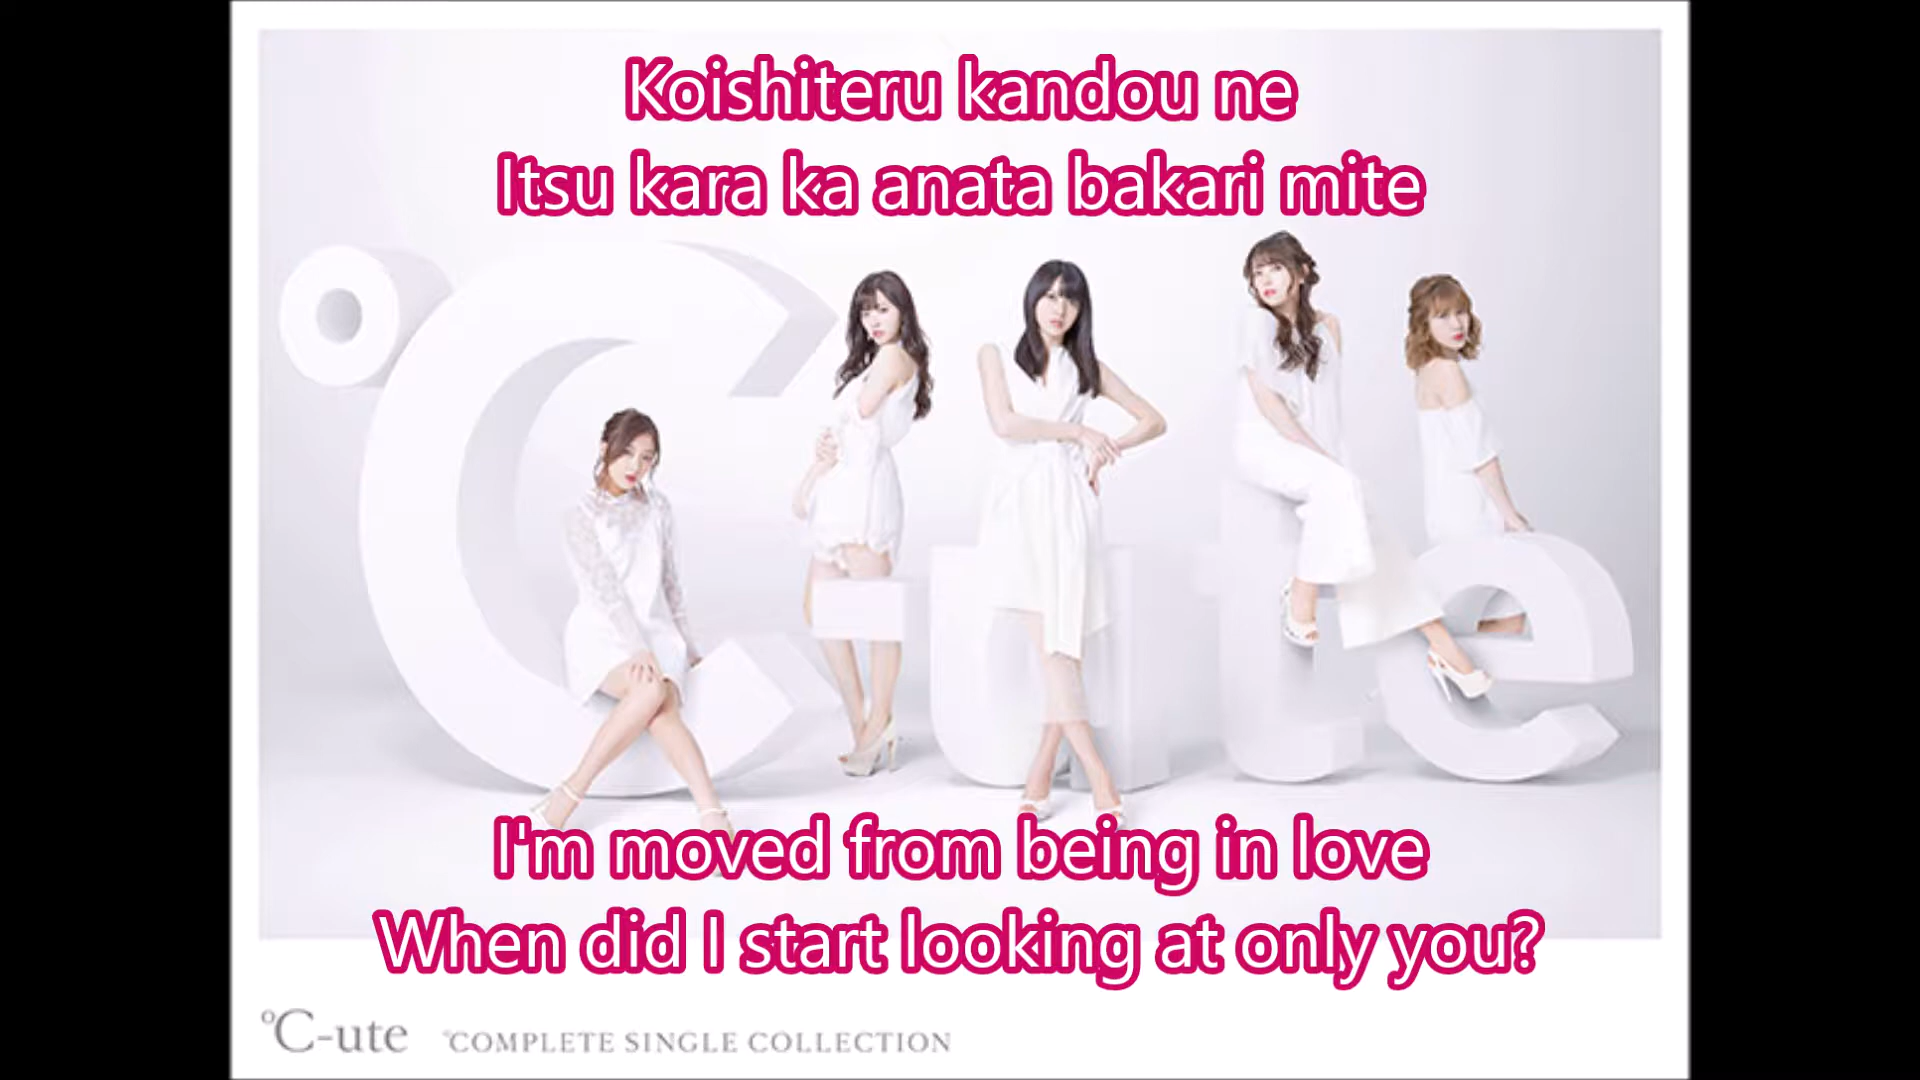 Koishiteru kandou ne
Itsu kara ka anata bakari mite
°C-ute
I'm moved from being in love
When did I start looking at only you?
°C-ute °COMPLETE SINGLE COLLECTION